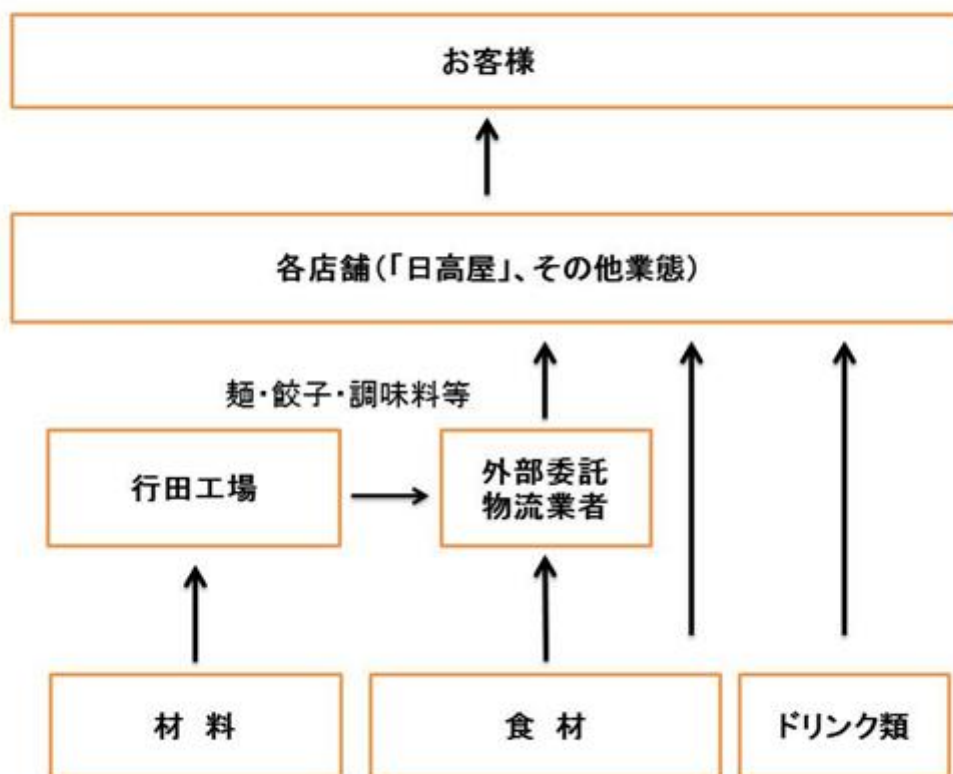 お客様
各店舗(「日高屋」、その他業態)
麺・餃子・調味料等
行田工場
外部委託
物流業者
材 料
食 材
ドリンク類